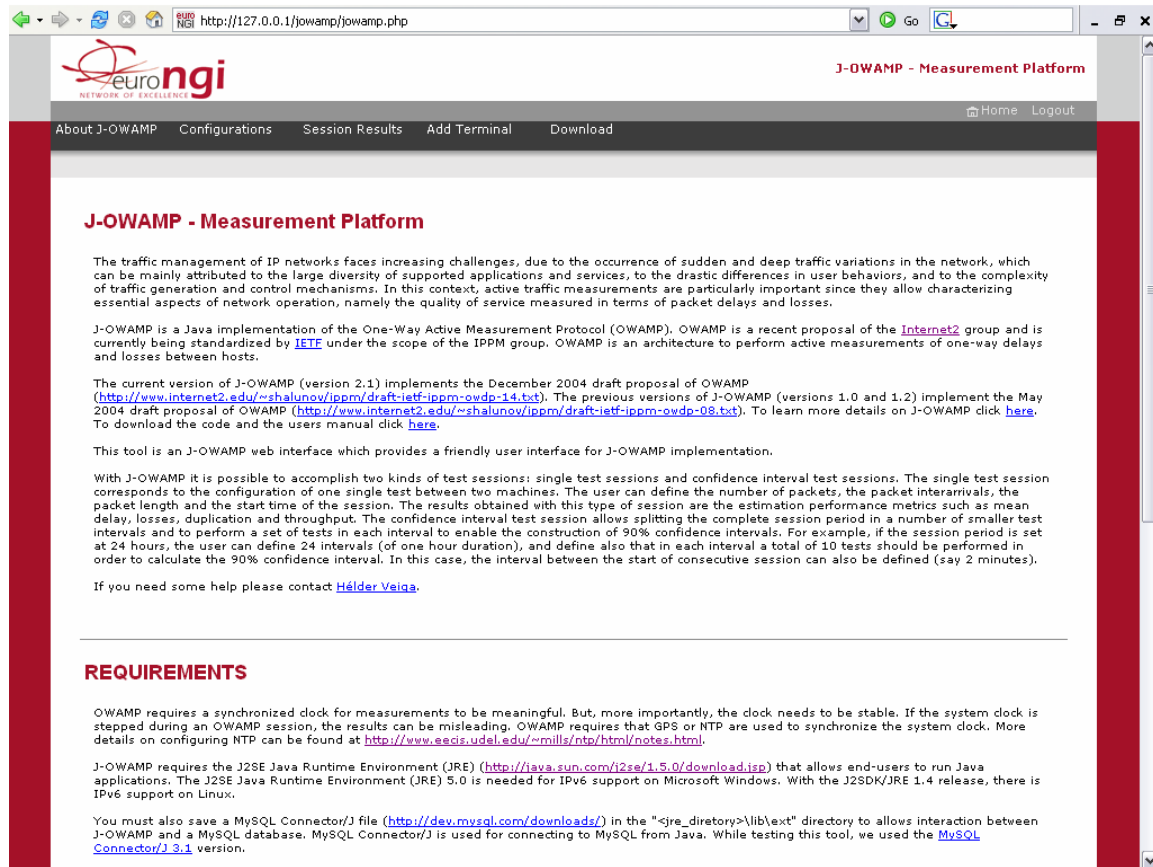 euro NGI http://127.0.0.1/jowamp/jowamp.php Go G
euro ngi
NETWORK OF EXCELLENCE
J-OWAMP - Measurement Platform
Home Logout
About J-OWAMP Configurations Session Results Add Terminal Download
J-OWAMP - Measurement Platform
The traffic management of IP networks faces increasing challenges, due to the occurrence of sudden and deep traffic variations in the network, which
can be mainly attributed to the large diversity of supported applications and services, to the drastic differences in user behaviors, and to the complexity
of traffic generation and control mechanisms. In this context, active traffic measurements are particularly important since they allow characterizing
essential aspects of network operation, namely the quality of service measured in terms of packet delays and losses.
J-OWAMP is a Java implementation of the One-Way Active Measurement Protocol (OWAMP). OWAMP is a recent proposal of the Internet2 group and is
currently being standardized by IETF under the scope of the IPPM group. OWAMP is an architecture to perform active measurements of one-way delays
and losses between hosts.
The current version of J-OWAMP (version 2.1) implements the December 2004 draft proposal of OWAMP
(http://www.internet2.edu/~shalunov/ippm/draft-ietf-ippm-owdp-14.txt). The previous versions of J-OWAMP (versions 1.0 and 1.2) implement the May
2004 draft proposal of OWAMP (http://www.internet2.edu/~shalunov/ippm/draft-ietf-ippm-owdp-08.txt). To learn more details on J-OWAMP click here.
To download the code and the users manual click here.
This tool is an J-OWAMP web interface which provides a friendly user interface for J-OWAMP implementation.
With J-OWAMP it is possible to accomplish two kinds of test sessions: single test sessions and confidence interval test sessions. The single test session
corresponds to the configuration of one single test between two machines. The user can define the number of packets, the packet interarrivals, the
packet length and the start time of the session. The results obtained with this type of session are the estimation performance metrics such as mean
delay, losses, duplication and throughput. The confidence interval test session allows splitting the complete session period in a number of smaller test
intervals and to perform a set of tests in each interval to enable the construction of 90% confidence intervals. For example, if the session period is set
at 24 hours, the user can define 24 intervals (of one hour duration), and define also that in each interval a total of 10 tests should be performed in
order to calculate the 90% confidence interval. In this case, the interval between the start of consecutive session can also be defined (say 2 minutes).
If you need some help please contact Hélder Veiga.
REQUIREMENTS
OWAMP requires a synchronized clock for measurements to be meaningful. But, more importantly, the clock needs to be stable. If the system clock is
stepped during an OWAMP session, the results can be misleading. OWAMP requires that GPS or NTP are used to synchronize the system clock. More
details on configuring NTP can be found at http://www.eecis.udel.edu/~mills/ntp/html/notes.html.
J-OWAMP requires the J2SE Java Runtime Environment (JRE) (http://java.sun.com/j2se/1.5.0/download.jsp) that allows end-users to run Java
applications. The J2SE Java Runtime Environment (JRE) 5.0 is needed for IPv6 support on Microsoft Windows. With the J2SDK/JRE 1.4 release, there is
IPv6 support on Linux.
You must also save a MySQL Connector/J file (http://dev.mysql.com/downloads/) in the "<jre_diretory>\lib\ext" directory to allows interaction between
J-OWAMP and a MySQL database. MySQL Connector/J is used for connecting to MySQL from Java. While testing this tool, we used the MySQL
Connector/J 3.1 version.